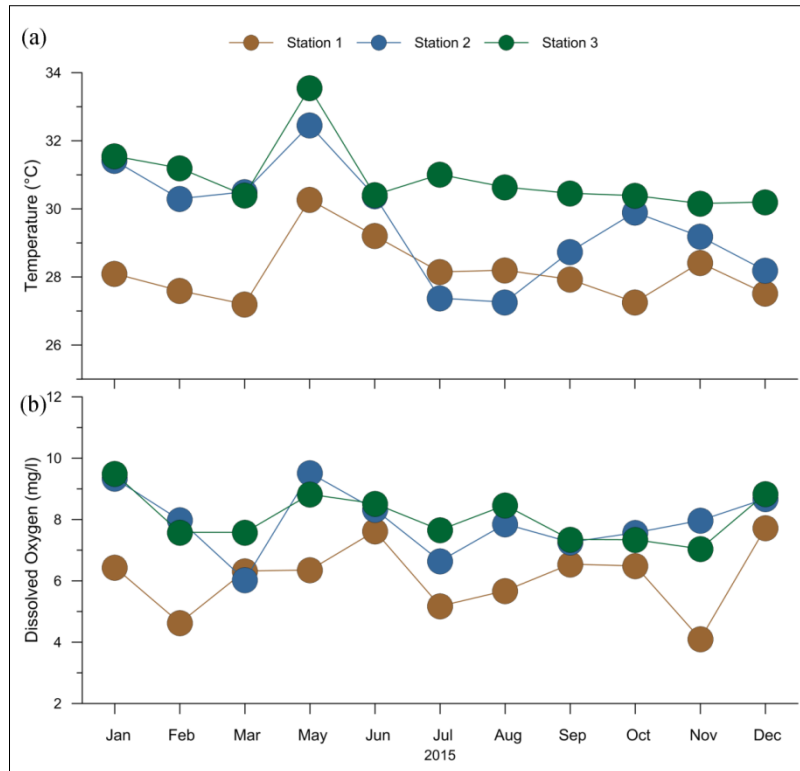 (a)
Station 1 Station 2 Station 3
34
32
30
28
26
Temperature (°C)
(b)
12
10
8
6
4
2
Dissolved Oxygen (mg/l)
Jan Feb Mar May Jun Jul Aug Sep Oct Nov Dec
2015